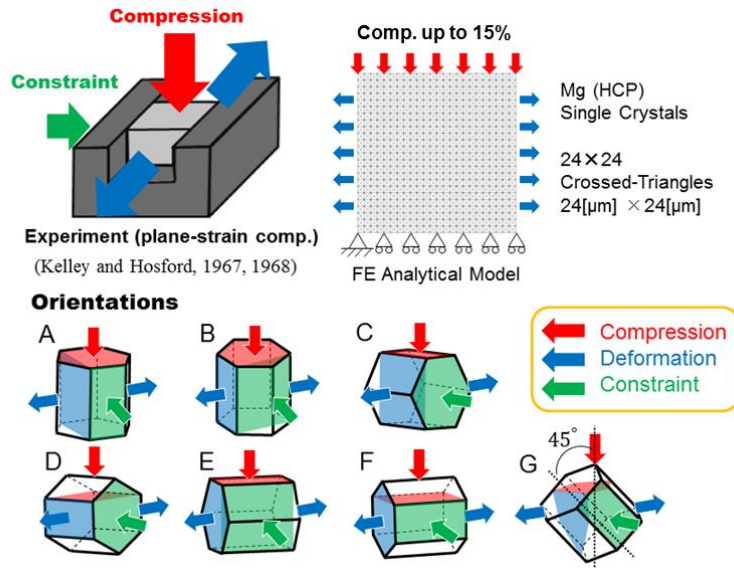 Compression
Constraint
Experiment (plane-strain comp.)
(Kelley and Hosford, 1967, 1968)
Comp. up to 15%
Mg (HCP)
Single Crystals
24×24
Crossed-Triangles
24[μm] ×24[μm]
FE Analytical Model
Orientations
A
B
C
D
E
F
G
45°
Compression
Deformation
Constraint